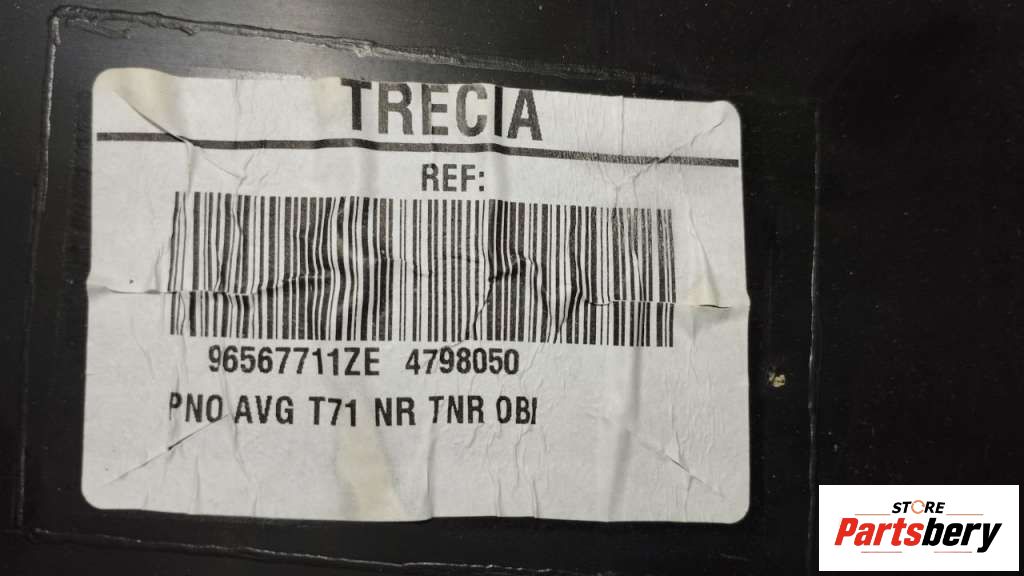 TRECIA
REF:
96567711ZE 4798050
PNO AVG T71 NR TNR OBI
STORE
Partsbery